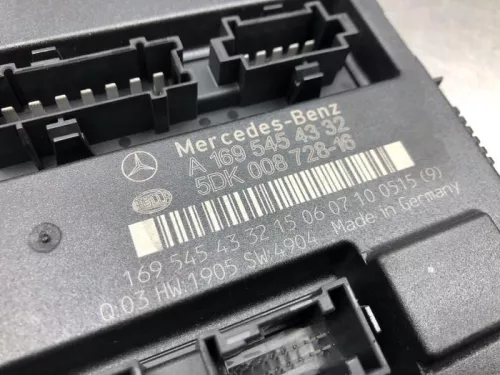 Mercedes-Benz
A 169 545 43 32
5DK 008 728-16
169 545 43 32 15 06 07 10 0515 (9)
Q:03 HW:1905 SW:4904 Made in Germany